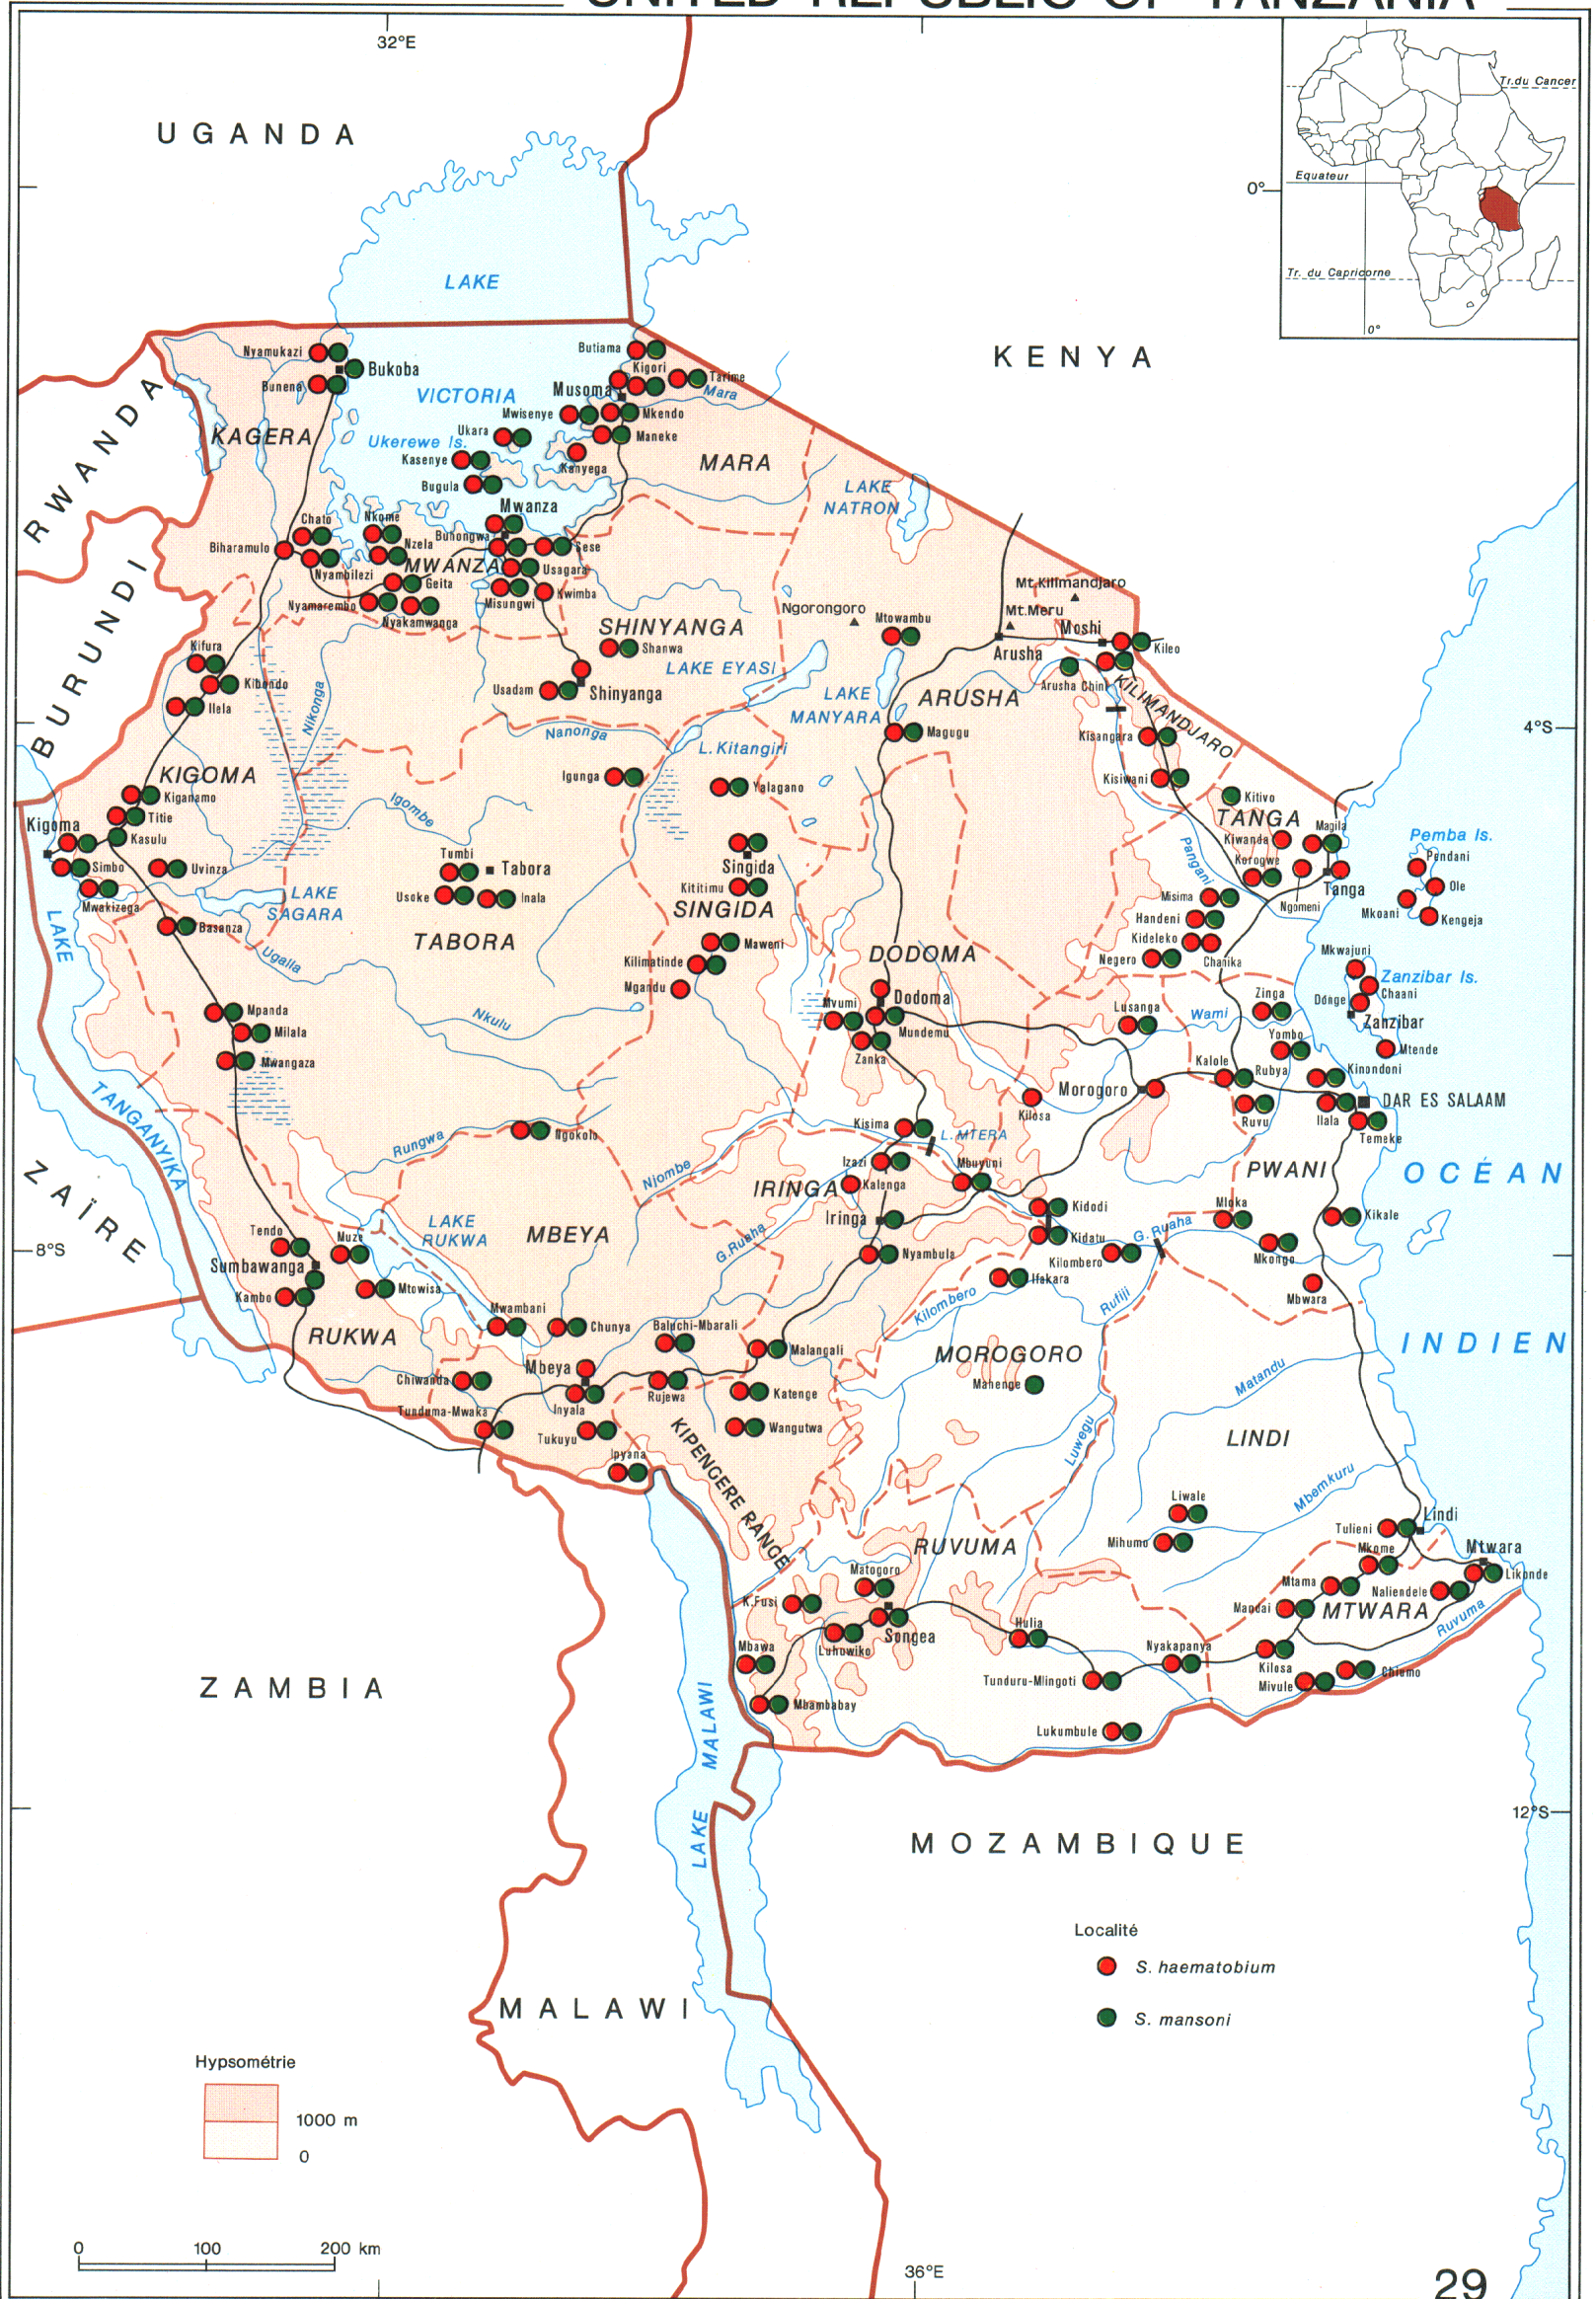 UNITED REPUBLIC OF TANZANIA
32°E
Tr.du Cancer
Equateur
Tr. du Capricorne
0°
UGANDA
0°
LAKE
VICTORIA
KENYA
RWANDA
BURUNDI
ZAÏRE
Nyamukazi
Bukoba
Bunena
KAGERA
Butiama
Kigori
Tarime
Musoma
Mara
Mwisenye
Mkendo
Ukara
Maneke
Ukerewe Is.
Kasenye
Kanyega
Bugula
MARA
LAKE
NATRON
Mwanza
Chato
Nkome
Buhongwa
Sese
Biharamulo
Nzela
MWANZA
Usagara
Nyambilezi
Geita
Misungwi
Kwimba
Nyamarembo
Nyakamwanga
Mt.Kilimandjaro
Ngorongoro
Mt.Meru
Mtowambu
Moshi
Kileo
Arusha
SHINYANGA
Shanwa
LAKE EYASI
Kifura
Kibondo
Ilela
Nikonga
Usadam
Shinyanga
LAKE
MANYARA
ARUSHA
Arusha Chini
KILIMANDJARO
4°S
Nanonga
L.Kitangiri
Magugu
Kisangara
KIGOMA
Igunga
Yalagano
Kisiwani
Kitivo
Kiganamo
Igombe
TANGA
Titie
Kigoma
Kasulu
Kiwanda
Magila
Pemba Is.
Pendani
Simbo
Uvinza
Tumbi
Tabora
Singida
Korogwe
Pangani
Tanga
Ole
Mwakizega
LAKE
SAGARA
Usoke
Inala
Kititimu
SINGIDA
Misima
Ngomeni
Mkoani
Kengeja
Basanza
Handeni
TABORA
Maweni
DODOMA
Kideleko
Chanika
Mkwajuni
Ugalla
Kilimatinde
Negero
Zanzibar Is.
Mgandu
Chaani
Donge
Zanzibar
Mtende
LAKE
TANGANYIKA
Mpanda
Milala
Mwangaza
Nkulu
Mvumi
Dodoma
Mundemu
Zanka
Lusanga
Wami
Zinga
Yombo
Kalole
Rubya
Kinondoni
Morogoro
Kilosa
Ruvu
Ilala
DAR ES SALAAM
Temeke
Rungwa
Ngokolo
Kisima
L.MTERA
Njombe
Izazi
Mbuyuni
PWANI
OCÉAN
IRINGA
Kalenga
Iringa
Kidodi
Mloka
Kikale
G.Ruaha
Kidatu
G. Ruaha
Nyambula
Kilombero
Mkongo
8°S
Tendo
Muze
LAKE
RUKWA
MBEYA
Sumbawanga
Ifakara
Mbwara
Kambo
Mtowisa
Kilombero
Rufiji
RUKWA
Mwambani
Chunya
Baluchi-Mbarali
Malangali
INDIEN
Mbeya
MOROGORO
Matandu
Chiwanda
Rujewa
Katenge
Mahenge
Inyala
Tunduma-Mwaka
Tukuyu
Wangutwa
Luwegu
LINDI
Ipyana
KIPENGERE RANGE
Mbemkuru
Liwale
Lindi
Tulieni
Mihumo
Mtwara
RUVUMA
Mkome
Likonde
Matogoro
Mtama
Naliendele
K.Fusi
Mandai
MTWARA
Ruvuma
Songea
Hulia
Luhowiko
Mbawa
Nyakapanya
Kilosa
Chiumo
Tunduru-Mlingoti
Mivule
Mbambabay
Lukumbule
ZAMBIA
LAKE MALAWI
12°S
MOZAMBIQUE
Localité
S. haematobium
S. mansoni
MALAWI
Hypsométrie
1000 m
0
0 100 200 km
36°E
29